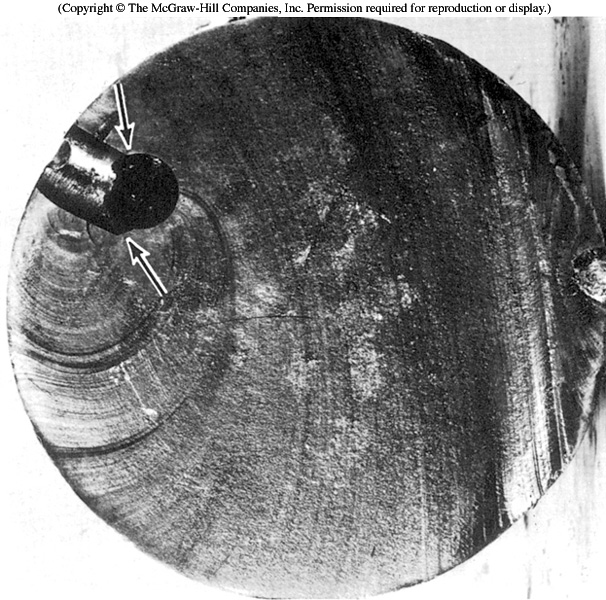 (Copyright © The McGraw-Hill Companies, Inc. Permission required for reproduction or display.)